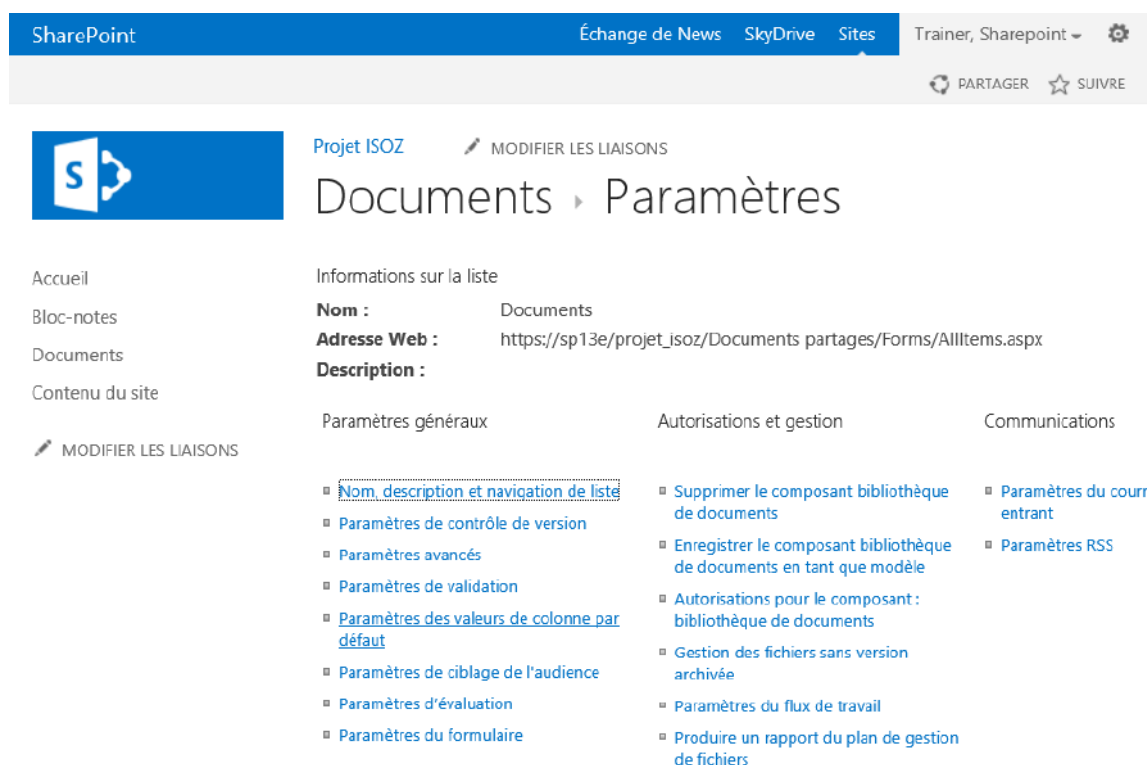 SharePoint
Échange de News SkyDrive Sites Trainer, Sharepoint
PARTAGER SUIVRE
S
Projet ISOZ MODIFIER LES LIAISONS
Documents ▸ Paramètres
Accueil
Bloc-notes
Documents
Contenu du site
MODIFIER LES LIAISONS
Informations sur la liste
Nom : Documents
Adresse Web : https://sp13e/projet_isoz/Documents partages/Forms/AllItems.aspx
Description :
Paramètres généraux
Nom, description et navigation de liste
Paramètres de contrôle de version
Paramètres avancés
Paramètres de validation
Paramètres des valeurs de colonne par
défaut
Paramètres de ciblage de l'audience
Paramètres d'évaluation
Paramètres du formulaire
Autorisations et gestion
Supprimer le composant bibliothèque
de documents
Enregistrer le composant bibliothèque
de documents en tant que modèle
Autorisations pour le composant :
bibliothèque de documents
Gestion des fichiers sans version
archivée
Paramètres du flux de travail
Produire un rapport du plan de gestion
de fichiers
Communications
Paramètres du courr
entrant
Paramètres RSS